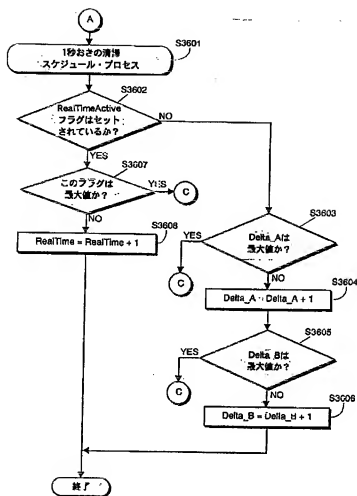 A
1秒おきの清掃
スケジュール・プロセス
S3601
S3602
RealTimeActive
フラグはセット
されているか?
NO
YES
S3607
このフラグは
最大値か?
YES
C
NO
S3608
RealTime = RealTime + 1
S3603
YES
Delta_Aは
最大値か?
C
NO
S3604
Delta_A = Delta_A + 1
S3605
YES
Delta_Bは
最大値か?
C
NO
S3606
Delta_B = Delta_B + 1
終了